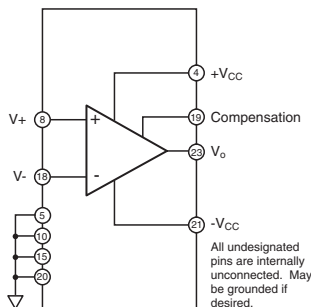 4 +VCC
V+ 8 + 19 Compensation
23 Vo
V- 18 -
5
10
15
20
21 -VCC
All undesignated
pins are internally
unconnected. May
be grounded if
desired.